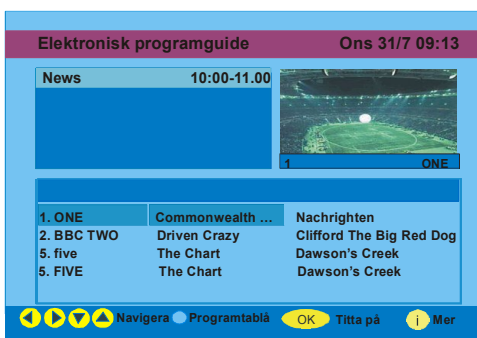 Elektronisk programguide Ons 31/7 09:13
News 10:00-11.00
1 ONE
1. ONE Commonwealth ... Nachrighten
2. BBC TWO Driven Crazy Clifford The Big Red Dog
5. five The Chart Dawson's Creek
5. FIVE The Chart Dawson's Creek
Navigera Programtablå OK Titta på i Mer